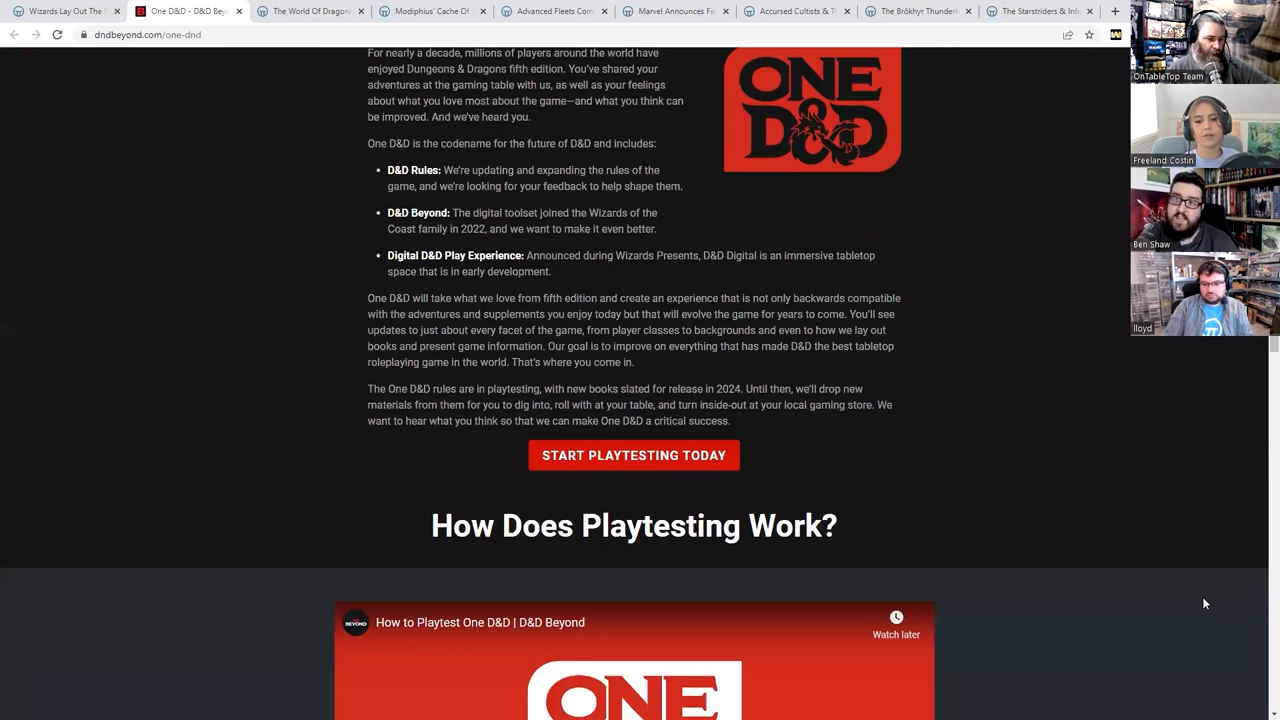 Wizards Lay Out The
One D&D - D&D Bey
The World Of Dragon
Modiphius' Cache Of
Advanced Fleets
Marvel Announces
Accursed Cultists &
The Brôkhyr Thunder
The Starstriders &
dndbeyond.com/one-dnd
For nearly a decade, millions of players around the world have
enjoyed Dungeons & Dragons fifth edition. You've shared your
adventures at the gaming table with us, as well as your feelings
about what you love most about the game—and what you think can
be improved. And we've heard you.
ONE
D&D
One D&D is the codename for the future of D&D and includes:
• D&D Rules: We're updating and expanding the rules of the
game, and we're looking for your feedback to help shape them.
• D&D Beyond: The digital toolset joined the Wizards of the
Coast family in 2022, and we want to make it even better.
• Digital D&D Play Experience: Announced during Wizards Presents, D&D Digital is an immersive tabletop
space that is in early development.
One D&D will take what we love from fifth edition and create an experience that is not only backwards compatible
with the adventures and supplements you enjoy today but that will evolve the game for years to come. You'll see
updates to just about every facet of the game, from player classes to backgrounds and even to how we lay out
books and present game information. Our goal is to improve on everything that has made D&D the best tabletop
roleplaying game in the world. That's where you come in.
The One D&D rules are in playtesting, with new books slated for release in 2024. Until then, we'll drop new
materials from them for you to dig into, roll with at your table, and turn inside-out at your local gaming store. We
want to hear what you think so that we can make One D&D a critical success.
START PLAYTESTING TODAY
How Does Playtesting Work?
BEYOND
How to Playtest One D&D | D&D Beyond
Watch later
ONE
OnTableTop Team
Freeland Costin
Ben Shaw
lloyd